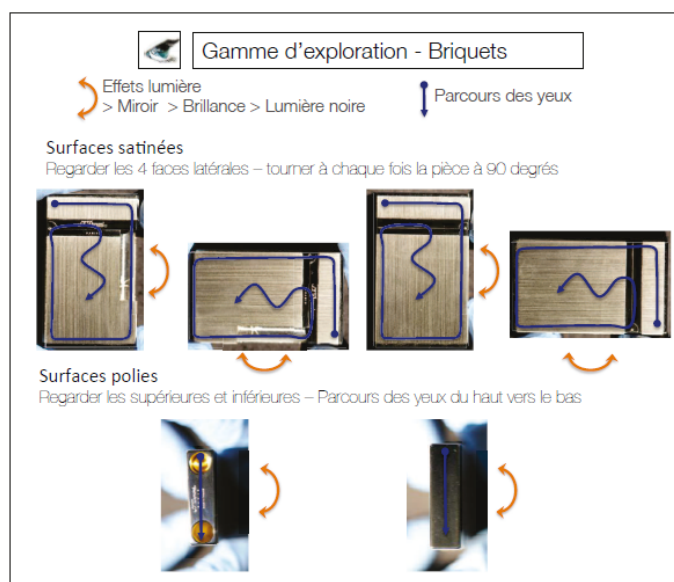 Gamme d'exploration - Briquets
Effets lumière
> Miroir > Brillance > Lumière noire
Parcours des yeux
Surfaces satinées
Regarder les 4 faces latérales – tourner à chaque fois la pièce à 90 degrés
Surfaces polies
Regarder les supérieures et inférieures – Parcours des yeux du haut vers le bas